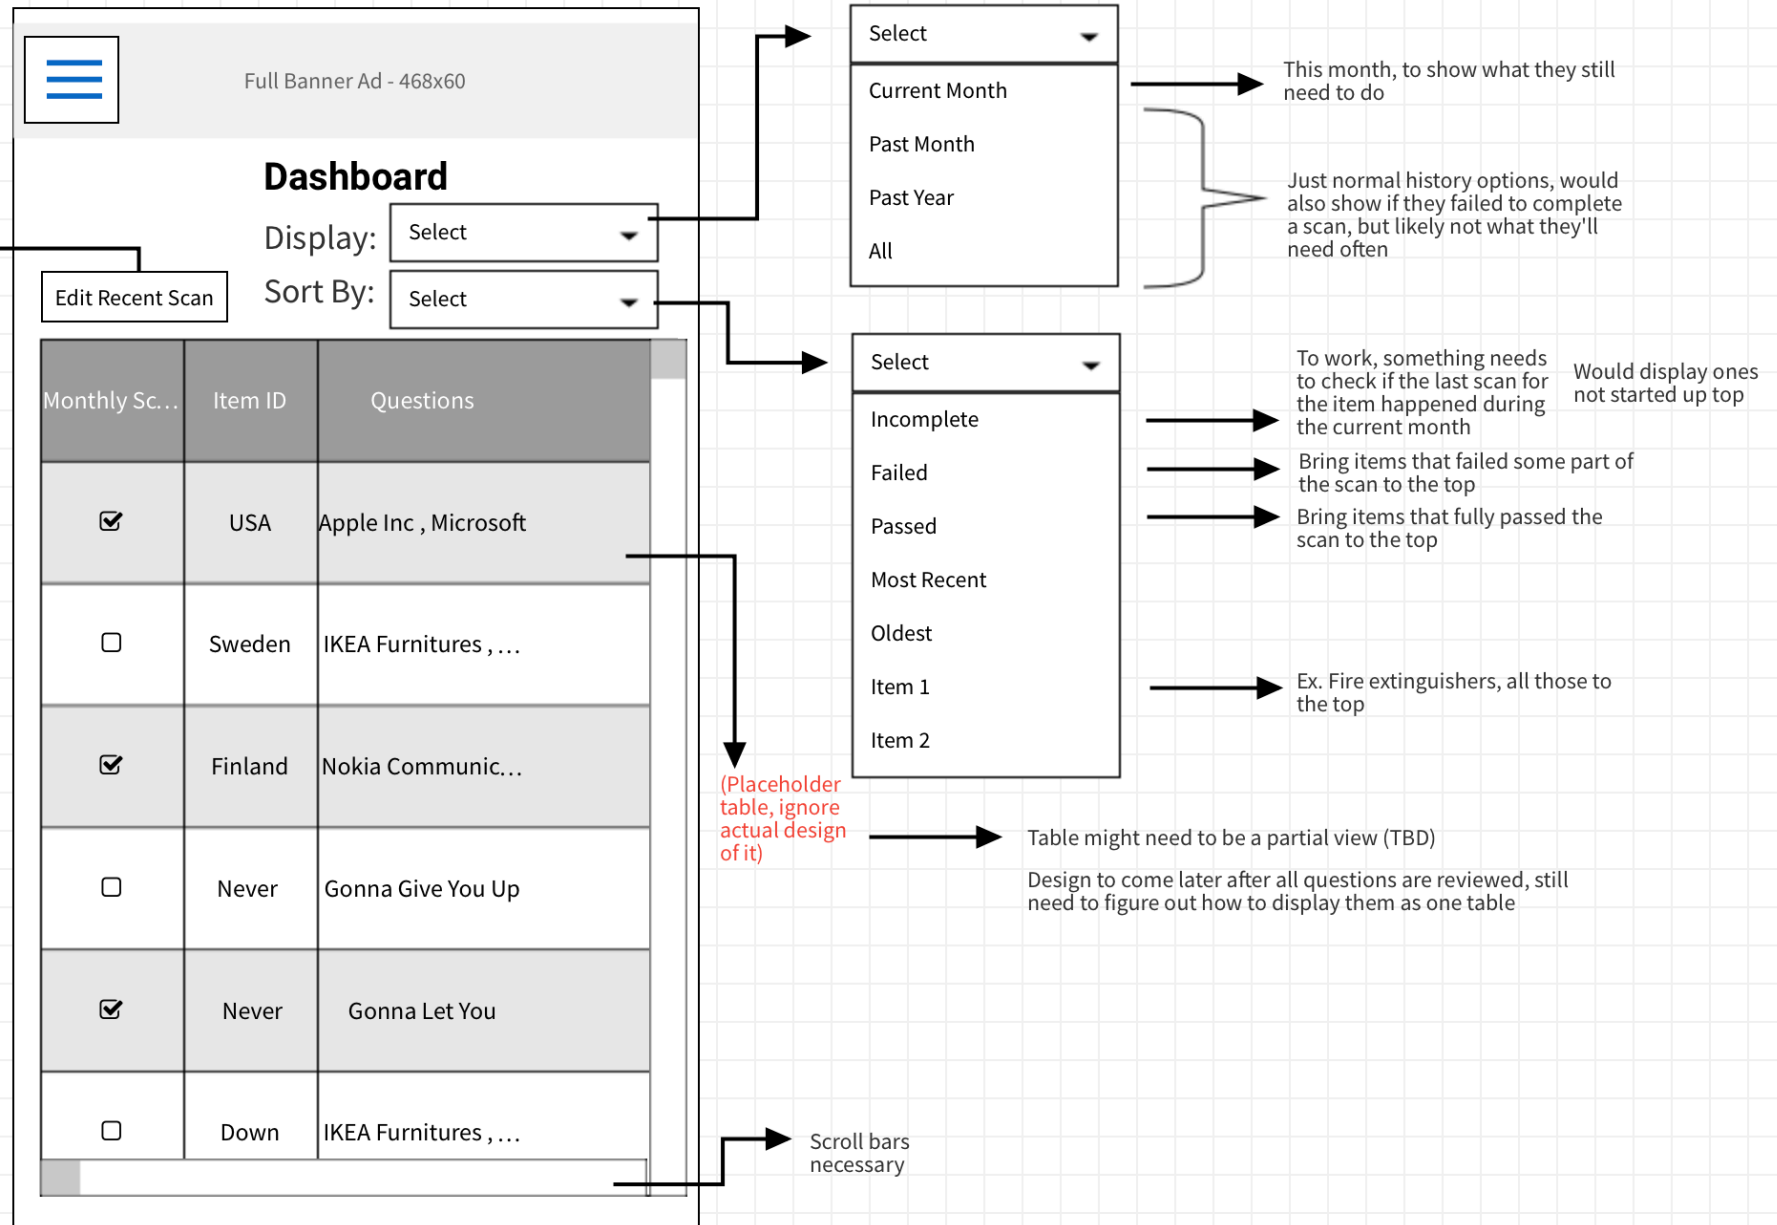 Full Banner Ad - 468x60
Dashboard
Display:
Select
Sort By:
Select
Edit Recent Scan
Monthly Sc...
Item ID
Questions
USA
Apple Inc , Microsoft
Sweden
IKEA Furnitures , ...
Finland
Nokia Communic...
Never
Gonna Give You Up
Never
Gonna Let You
Down
IKEA Furnitures , ...
Select
Current Month
Past Month
Past Year
All
This month, to show what they still
need to do
Just normal history options, would
also show if they failed to complete
a scan, but likely not what they'll
need often
Select
Incomplete
Failed
Passed
Most Recent
Oldest
Item 1
Item 2
To work, something needs
to check if the last scan for
the item happened during
the current month
Would display ones
not started up top
Bring items that failed some part of
the scan to the top
Bring items that fully passed the
scan to the top
Ex. Fire extinguishers, all those to
the top
(Placeholder
table, ignore
actual design
of it)
Table might need to be a partial view (TBD)
Design to come later after all questions are reviewed, still
need to figure out how to display them as one table
Scroll bars
necessary